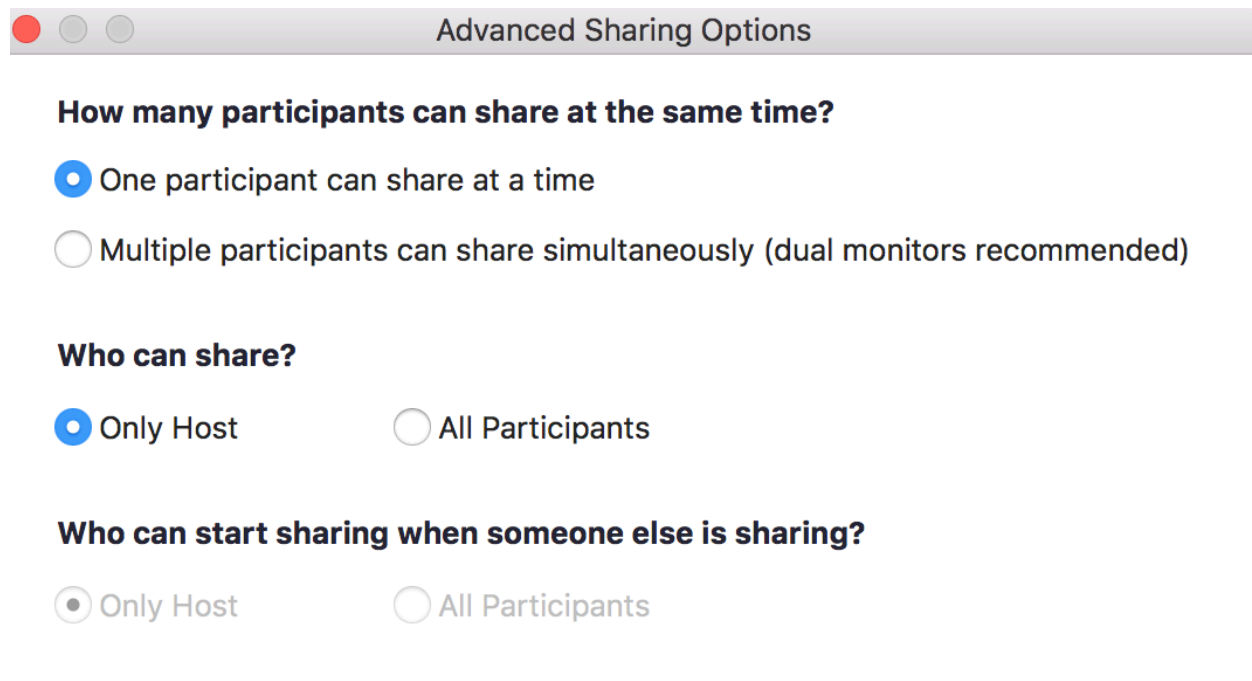 Advanced Sharing Options
How many participants can share at the same time?
One participant can share at a time
Multiple participants can share simultaneously (dual monitors recommended)
Who can share?
Only Host All Participants
Who can start sharing when someone else is sharing?
Only Host All Participants